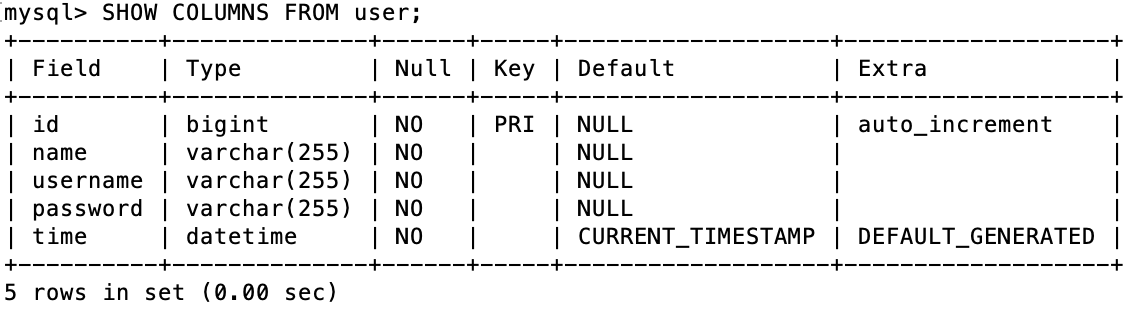 mysql> SHOW COLUMNS FROM user;
+----------+--------------+------+-----+-------------------+-------------------+
| Field    | Type         | Null | Key | Default           | Extra             |
+----------+--------------+------+-----+-------------------+-------------------+
| id       | bigint       | NO   | PRI | NULL              | auto_increment    |
| name     | varchar(255) | NO   |     | NULL              |                   |
| username | varchar(255) | NO   |     | NULL              |                   |
| password | varchar(255) | NO   |     | NULL              |                   |
| time     | datetime     | NO   |     | CURRENT_TIMESTAMP | DEFAULT_GENERATED |
+----------+--------------+------+-----+-------------------+-------------------+
5 rows in set (0.00 sec)